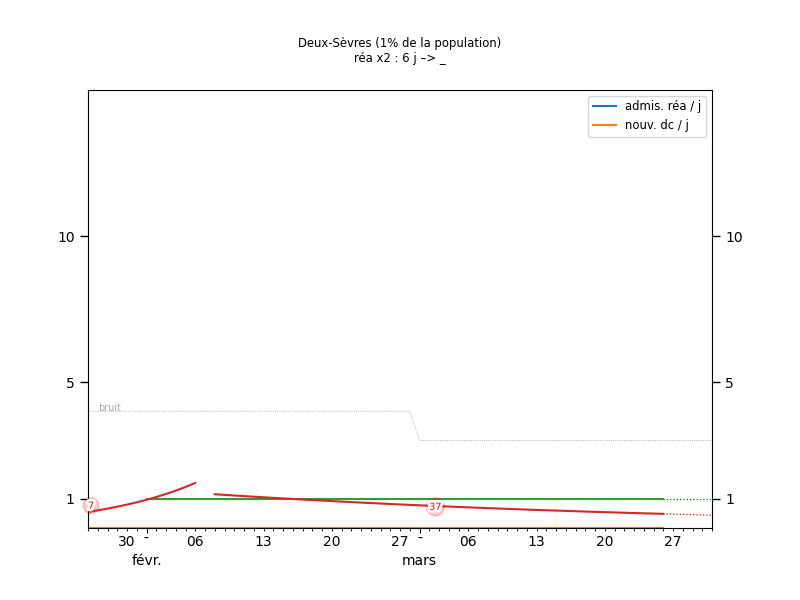 Deux-Sèvres (1% de la population)
réa x2 : 6 j –> _
admis. réa / j
nouv. dc / j
10 10
5 5
bruit
1 1
7 37
30 06 13 20 27 06 13 20 27
févr. mars